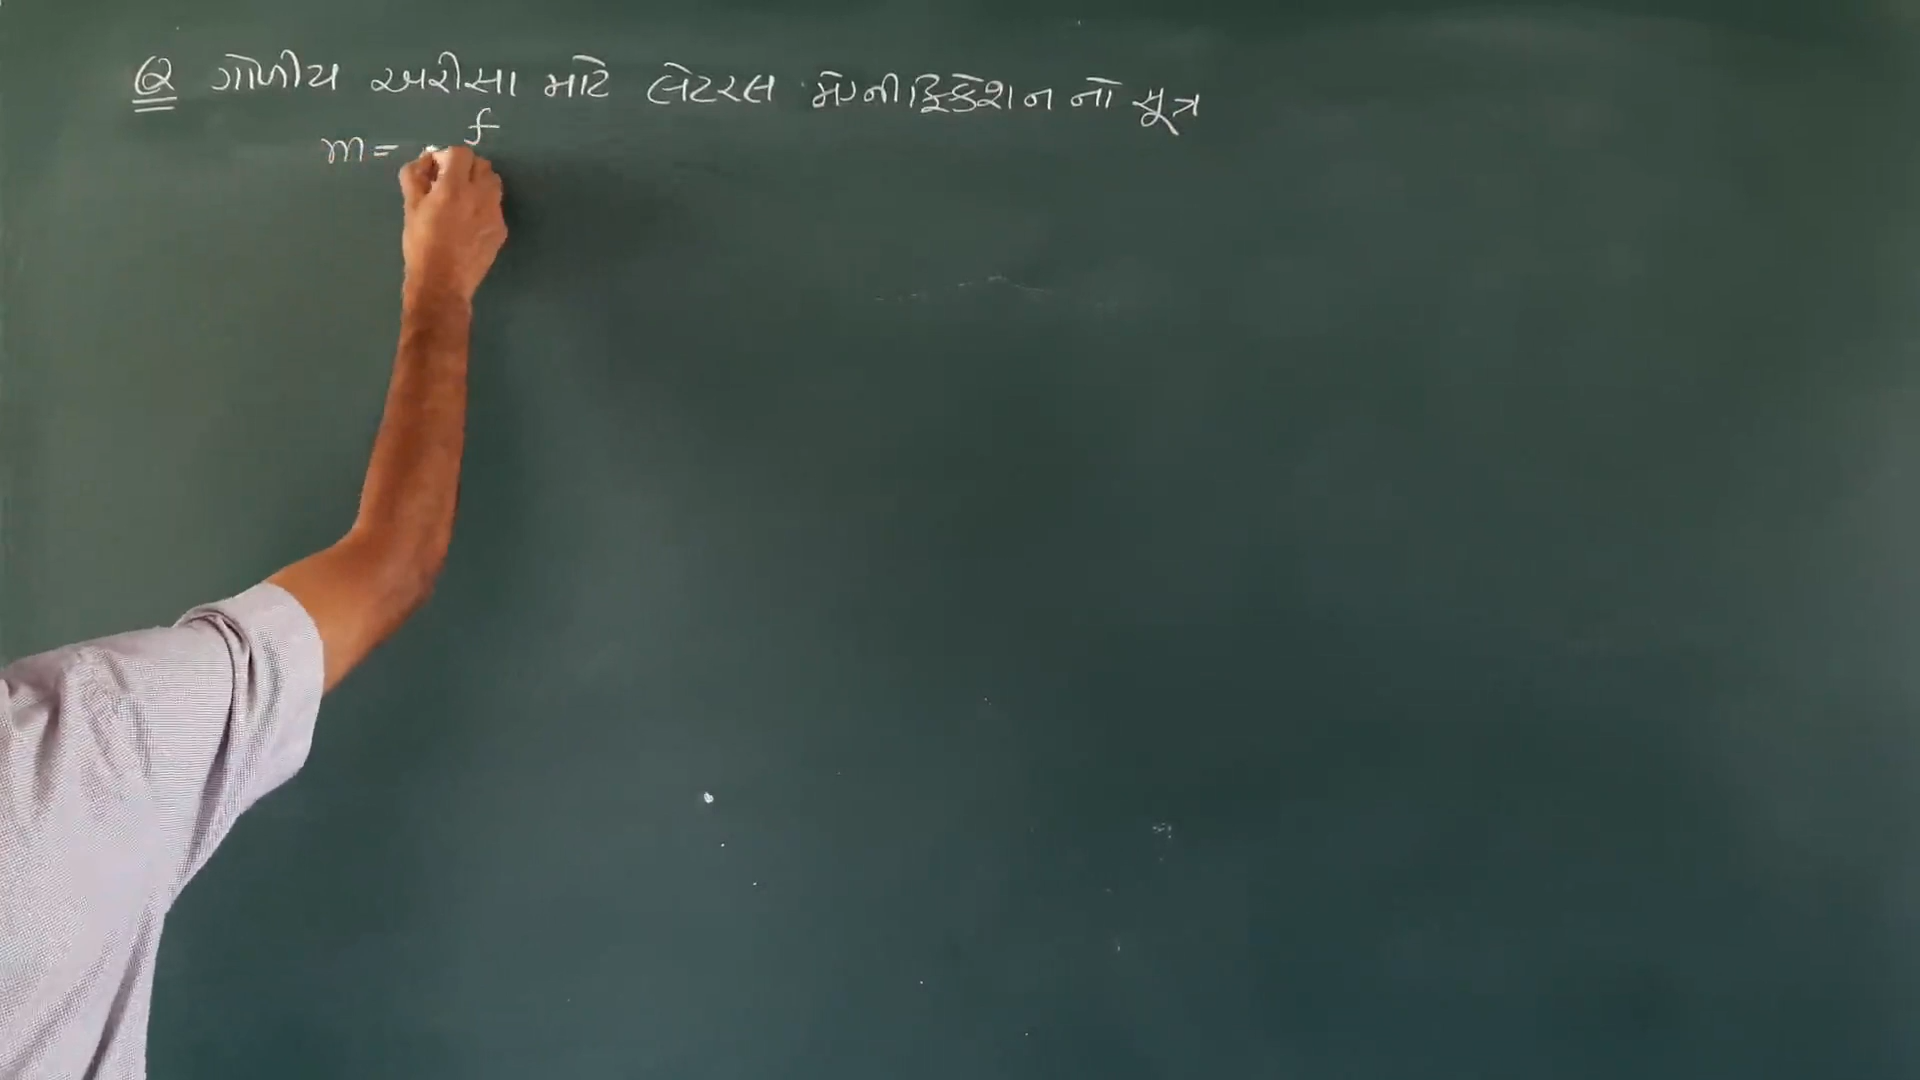 Q ગોળીય અરીસા માટે લેટરલ મેગ્નીફિકેશન નો સૂત્ર
m = f